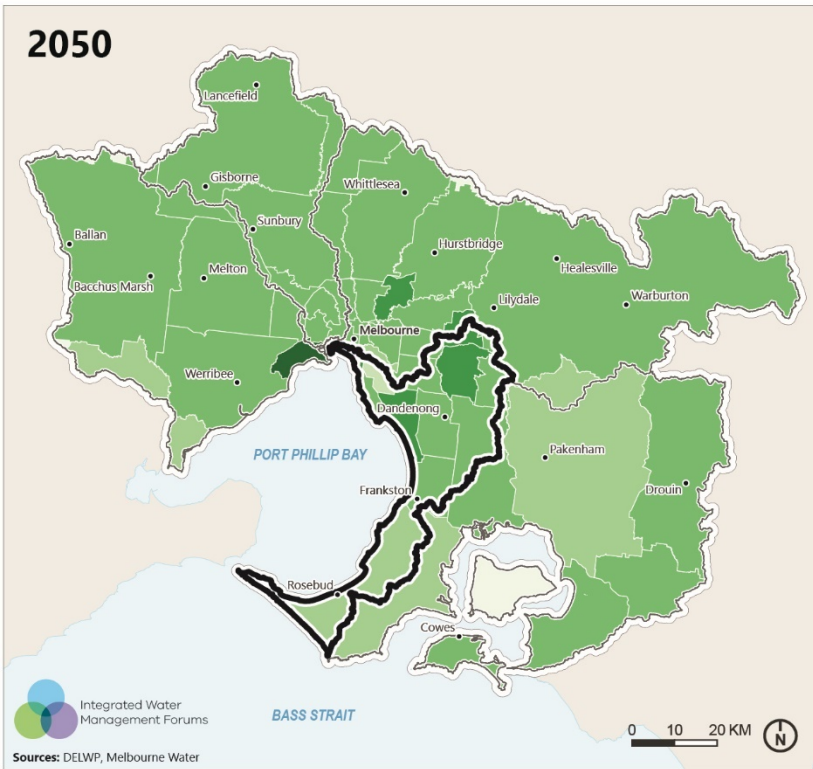 2050
Lancefield
Gisborne
Whittlesea
Sunbury
Ballan
Hurstbridge
Healesville
Bacchus Marsh
Melton
Lilydale
Warburton
Melbourne
Werribee
Dandenong
PORT PHILLIP BAY
Pakenham
Frankston
Drouin
Rosebud
Cowes
Integrated Water
Management Forums
BASS STRAIT
0 10 20 KM
N
Sources: DELWP, Melbourne Water